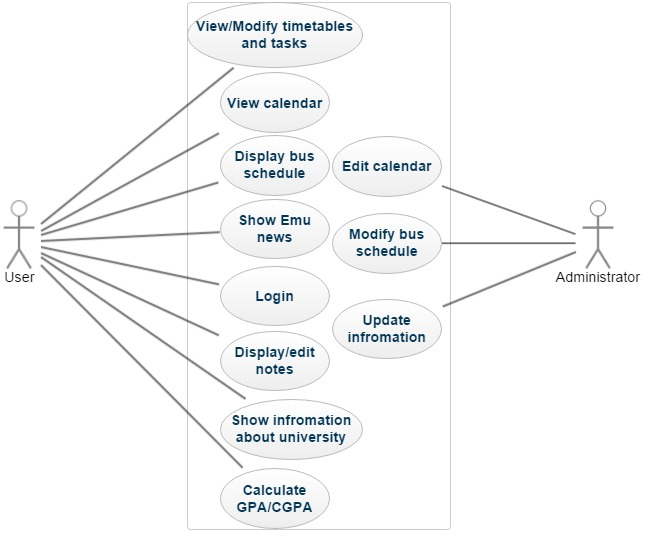 View/Modify timetables
and tasks
View calendar
Display bus
schedule
Edit calendar
Show Emu
news
Modify bus
schedule
User
Administrator
Login
Update
infromation
Display/edit
notes
Show infromation
about university
Calculate
GPA/CGPA